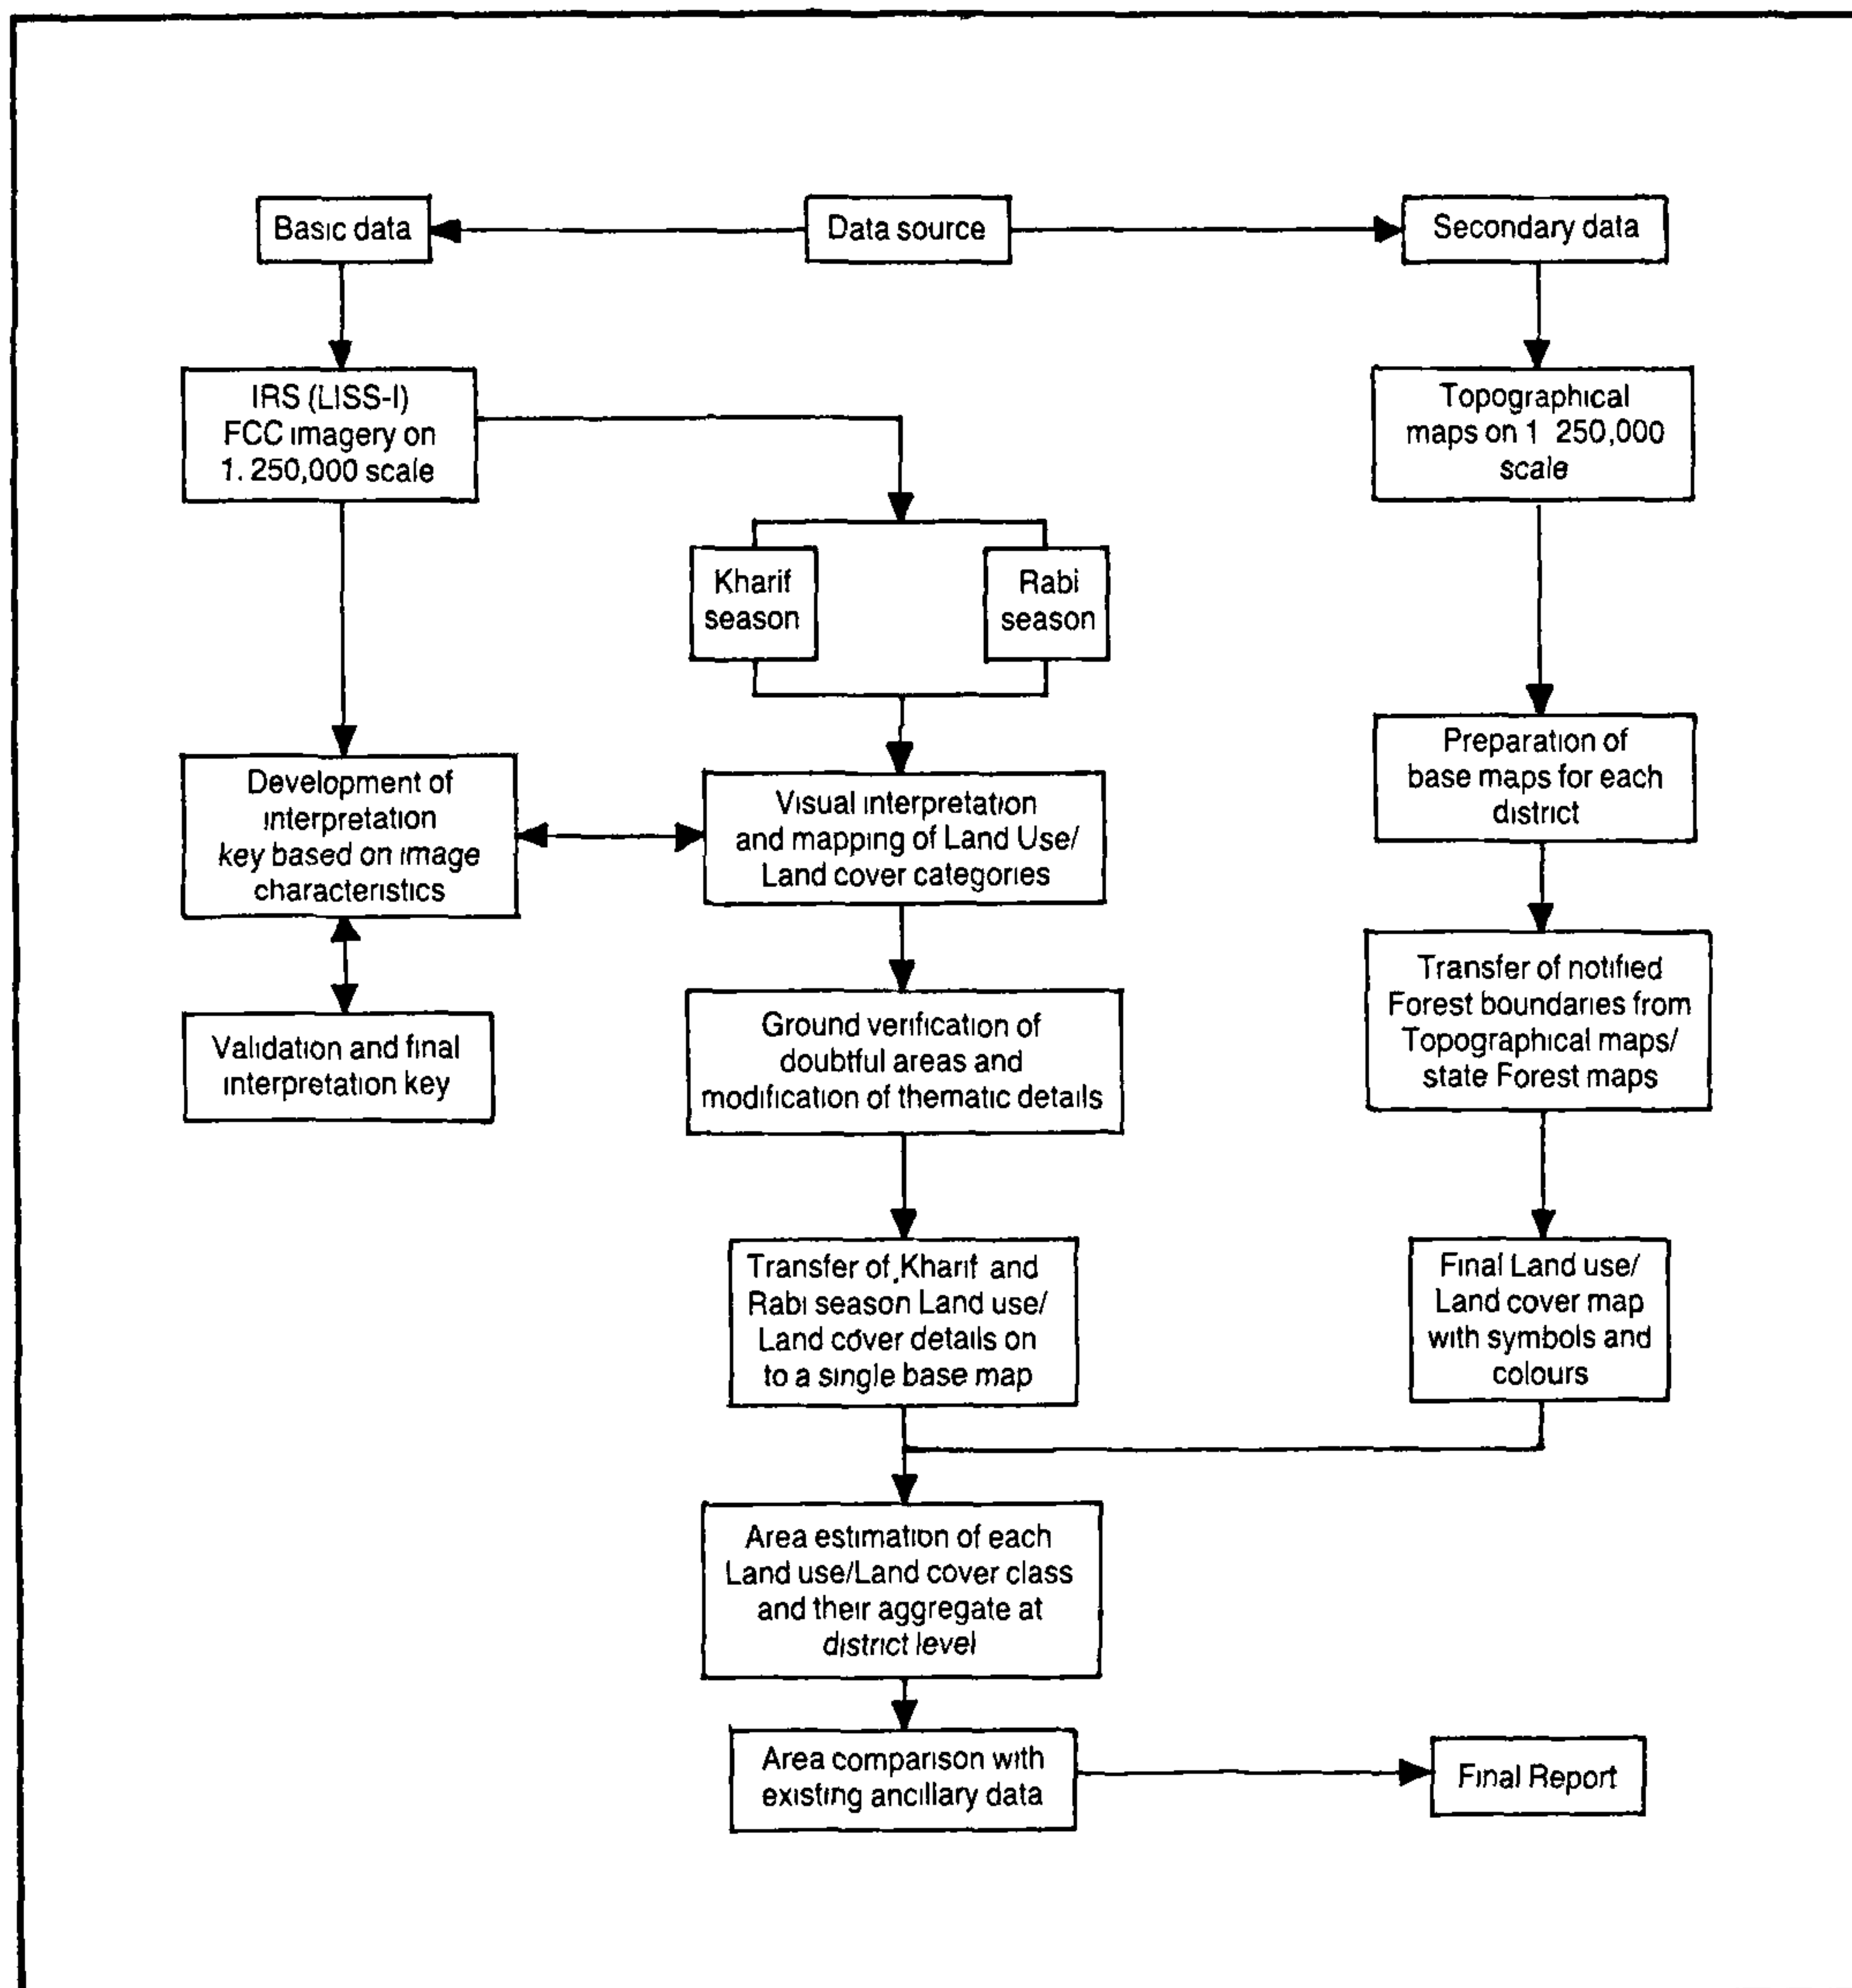 Basic data
Data source
Secondary data
IRS (LISS-I)
FCC imagery on
1. 250,000 scale
Topographical
maps on 1 250,000
scale
Kharif
season
Rabi
season
Development of
interpretation
key based on image
characteristics
Visual interpretation
and mapping of Land Use/
Land cover categories
Preparation of
base maps for each
district
Validation and final
interpretation key
Ground verification of
doubtful areas and
modification of thematic details
Transfer of notified
Forest boundaries from
Topographical maps/
state Forest maps
Transfer of Kharif and
Rabi season Land use/
Land cover details on
to a single base map
Final Land use/
Land cover map
with symbols and
colours
Area estimation of each
Land use/Land cover class
and their aggregate at
district level
Area comparison with
existing ancillary data
Final Report